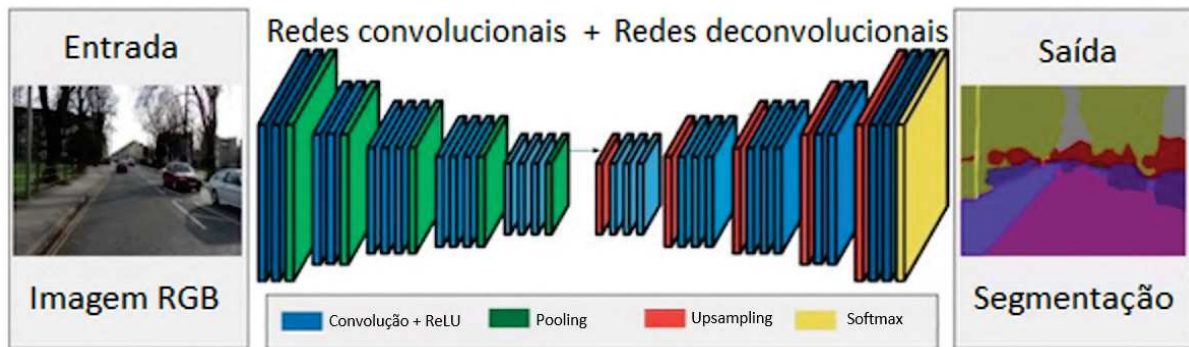 Entrada
Redes convolucionais + Redes deconvolucionais
Saída
Imagem RGB
Segmentação
Convolução + ReLU
Pooling
Upsampling
Softmax